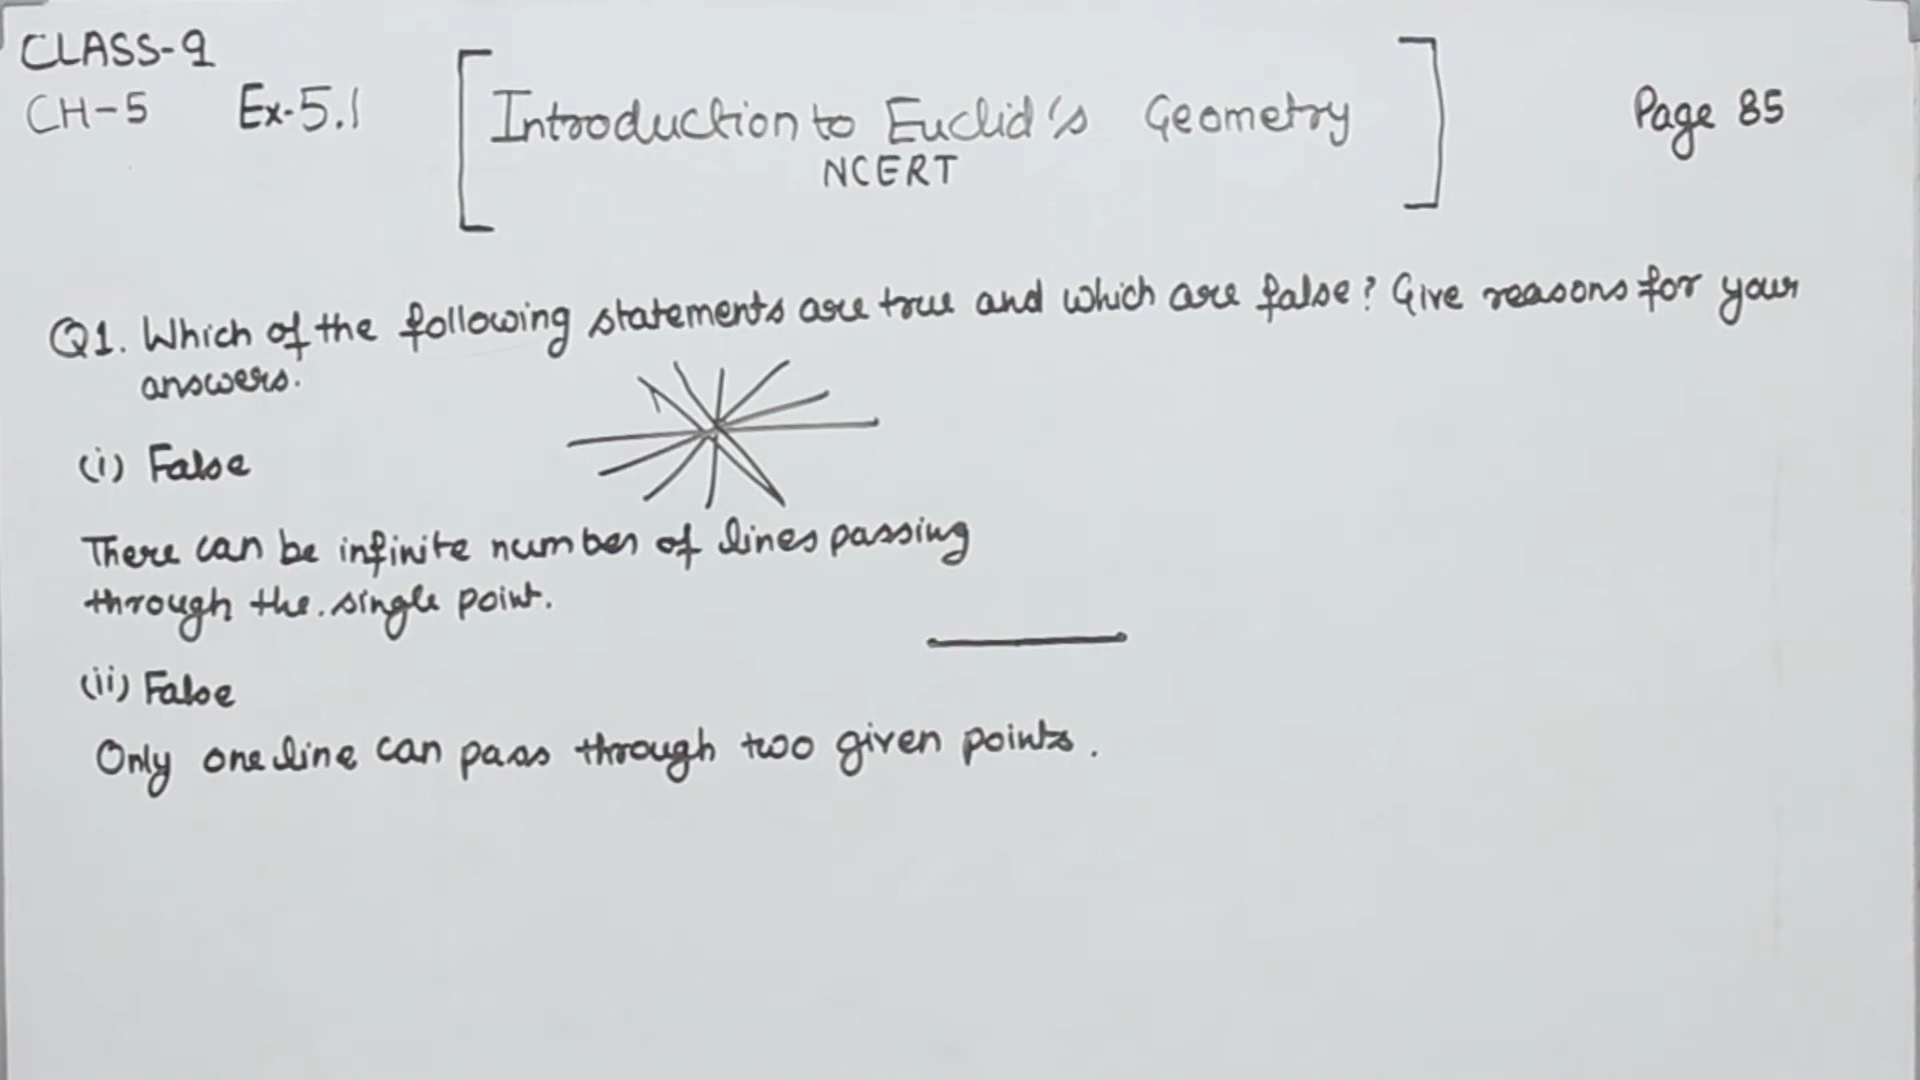 CLASS-9
CH-5 Ex-5.1 [Introduction to Euclid's Geometry] Page 85
NCERT
Q1. Which of the following statements are true and which are false? Give reasons for your
answers.
(i) False
There can be infinite number of lines passing
through the single point.
(ii) False
Only one line can pass through two given points.